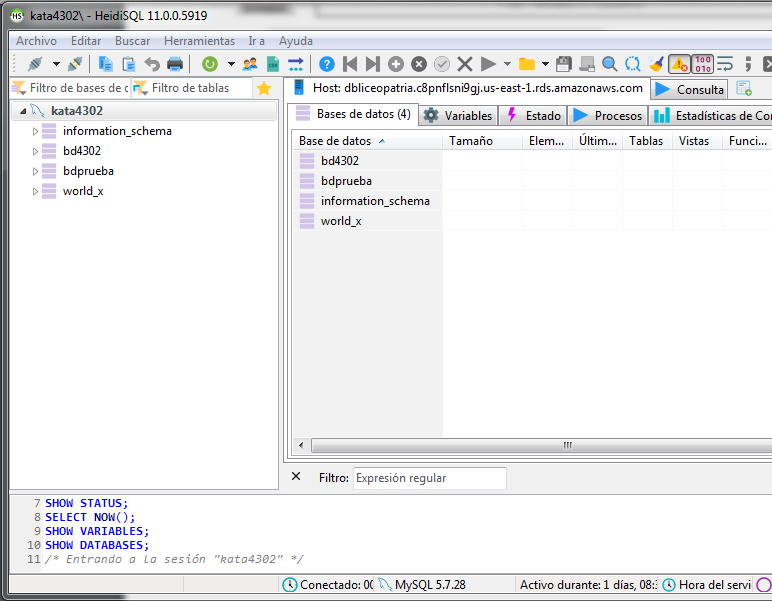 kata4302\ - HeidiSQL 11.0.0.5919
Archivo Editar Buscar Herramientas Ir a Ayuda
Filtro de bases de d Filtro de tablas
Host: dbliceopatria.c8pnflsni9gj.us-east-1.rds.amazonaws.com Consulta
kata4302
information_schema
bd4302
bdprueba
world_x
Bases de datos (4) Variables Estado Procesos Estadísticas de Co
Base de datos Tamaño Elem... Últim... Tablas Vistas Funci...
bd4302
bdprueba
information_schema
world_x
Filtro: Expresión regular
7 SHOW STATUS;
8 SELECT NOW();
9 SHOW VARIABLES;
10 SHOW DATABASES;
11 /* Entrando a la sesión "kata4302" */
Conectado: 00 MySQL 5.7.28 Activo durante: 1 días, 08: Hora del servi